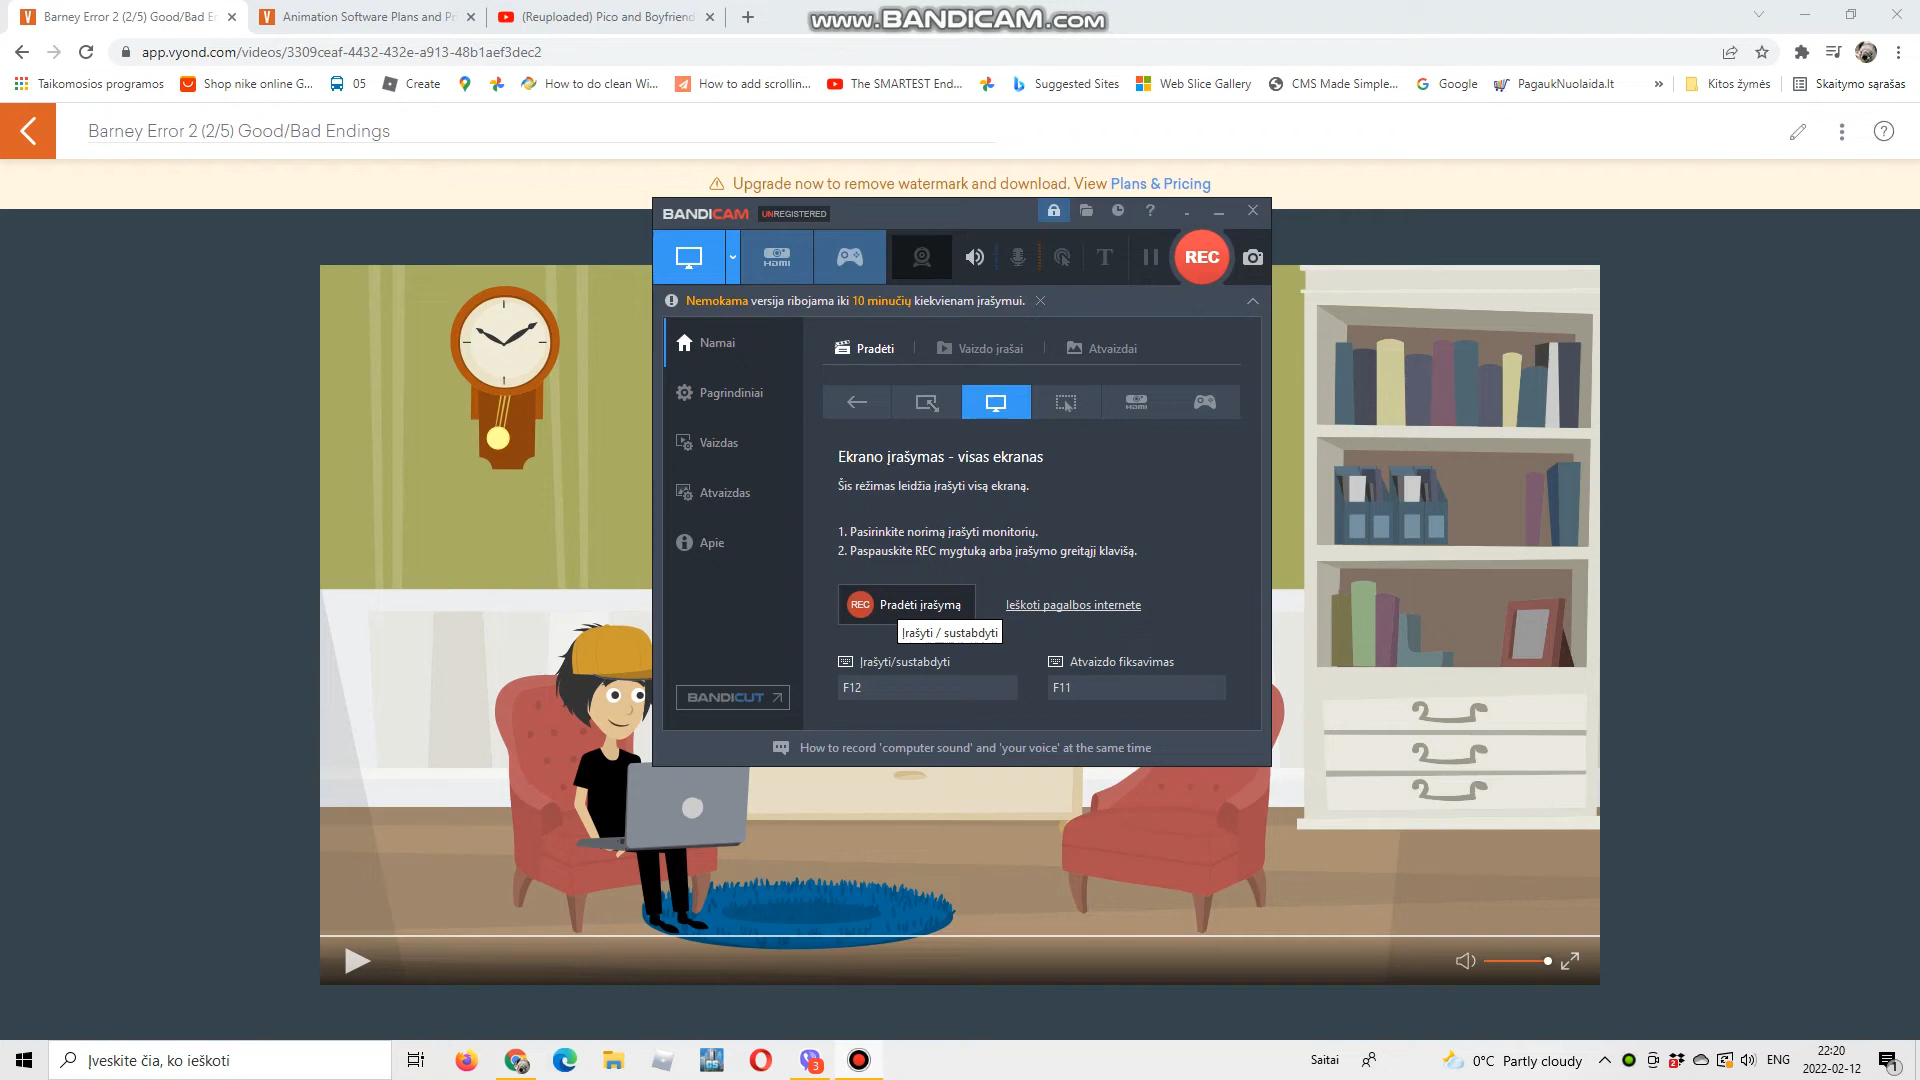 Barney Error 2 (2/5) Good/Bad Er
Animation Software Plans and Pr
(Reuploaded) Pico and Boyfriend
www.BANDICAM.com
app.vyond.com/videos/3309ceaf-4432-432e-a913-48b1aef3dec2
Taikomosios programos
Shop nike online G...
05
Create
How to do clean Wi...
How to add scrolling...
The SMARTEST End...
Suggested Sites
Web Slice Gallery
CMS Made Simple...
Google
PagaukNuolaida.lt
»
Kitos žymės
Skaitymo sąrašas
Barney Error 2 (2/5) Good/Bad Endings
Upgrade now to remove watermark and download. View Plans & Pricing
BANDICAM UNREGISTERED
HDMI
REC
Nemokama versija ribojama iki 10 minučių kiekvienam įrašymui.
Namai
Pagrindiniai
Vaizdas
Atvaizdas
Apie
BANDICUT
Pradėti
Vaizdo įrašai
Atvaizdai
HDMI
Ekrano įrašymas - visas ekranas
Šis rėžimas leidžia įrašyti visą ekraną.
1. Pasirinkite norimą įrašyti monitorių.
2. Paspauskite REC mygtuką arba įrašymo greitąjį klavišą.
REC Pradėti įrašymą
Ieškoti pagalbos internete
Įrašyti / sustabdyti
Įrašyti/sustabdyti
Atvaizdo fiksavimas
F12
F11
How to record 'computer sound' and 'your voice' at the same time
Įveskite čia, ko ieškoti
3
Saitai
0°C Partly cloudy
ENG
22:20
2022-02-12
1